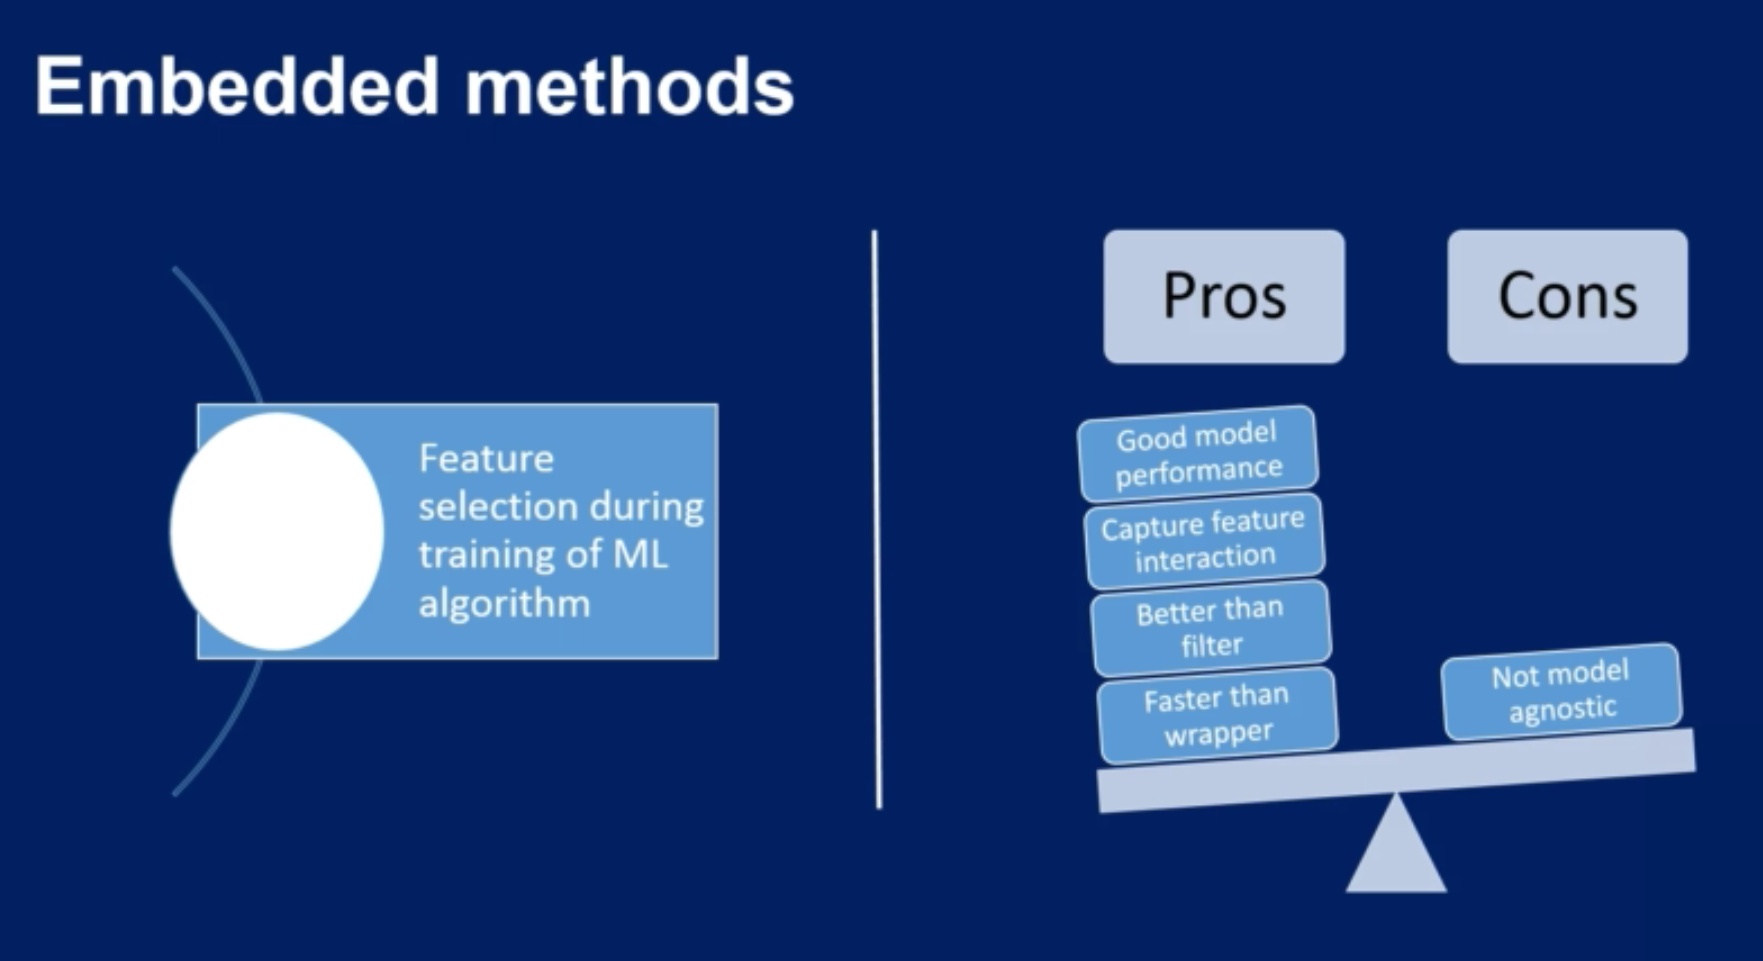 Embedded methods
Feature
selection during
training of ML
algorithm
Pros
Cons
Good model
performance
Capture feature
interaction
Better than
filter
Faster than
wrapper
Not model
agnostic